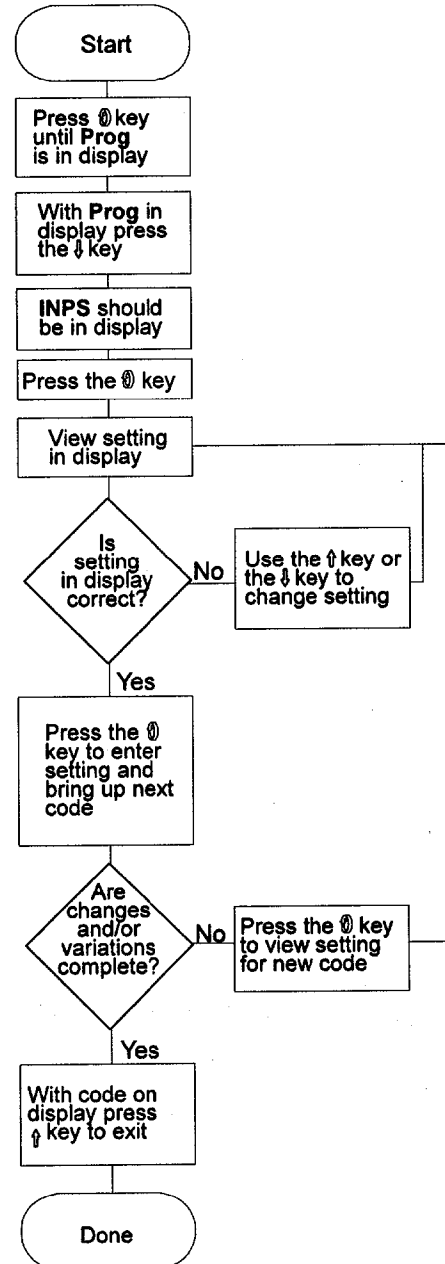 Start
Press ⇳ key
until Prog
is in display
With Prog in
display press
the ⇩ key
INPS should
be in display
Press the ⇳ key
View setting
in display
Is
setting
in display
correct?
No
Use the ⇧ key or
the ⇩ key to
change setting
Yes
Press the ⇳
key to enter
setting and
bring up next
code
Are
changes
and/or
variations
complete?
No
Press the ⇳ key
to view setting
for new code
Yes
With code on
display press
⇧ key to exit
Done